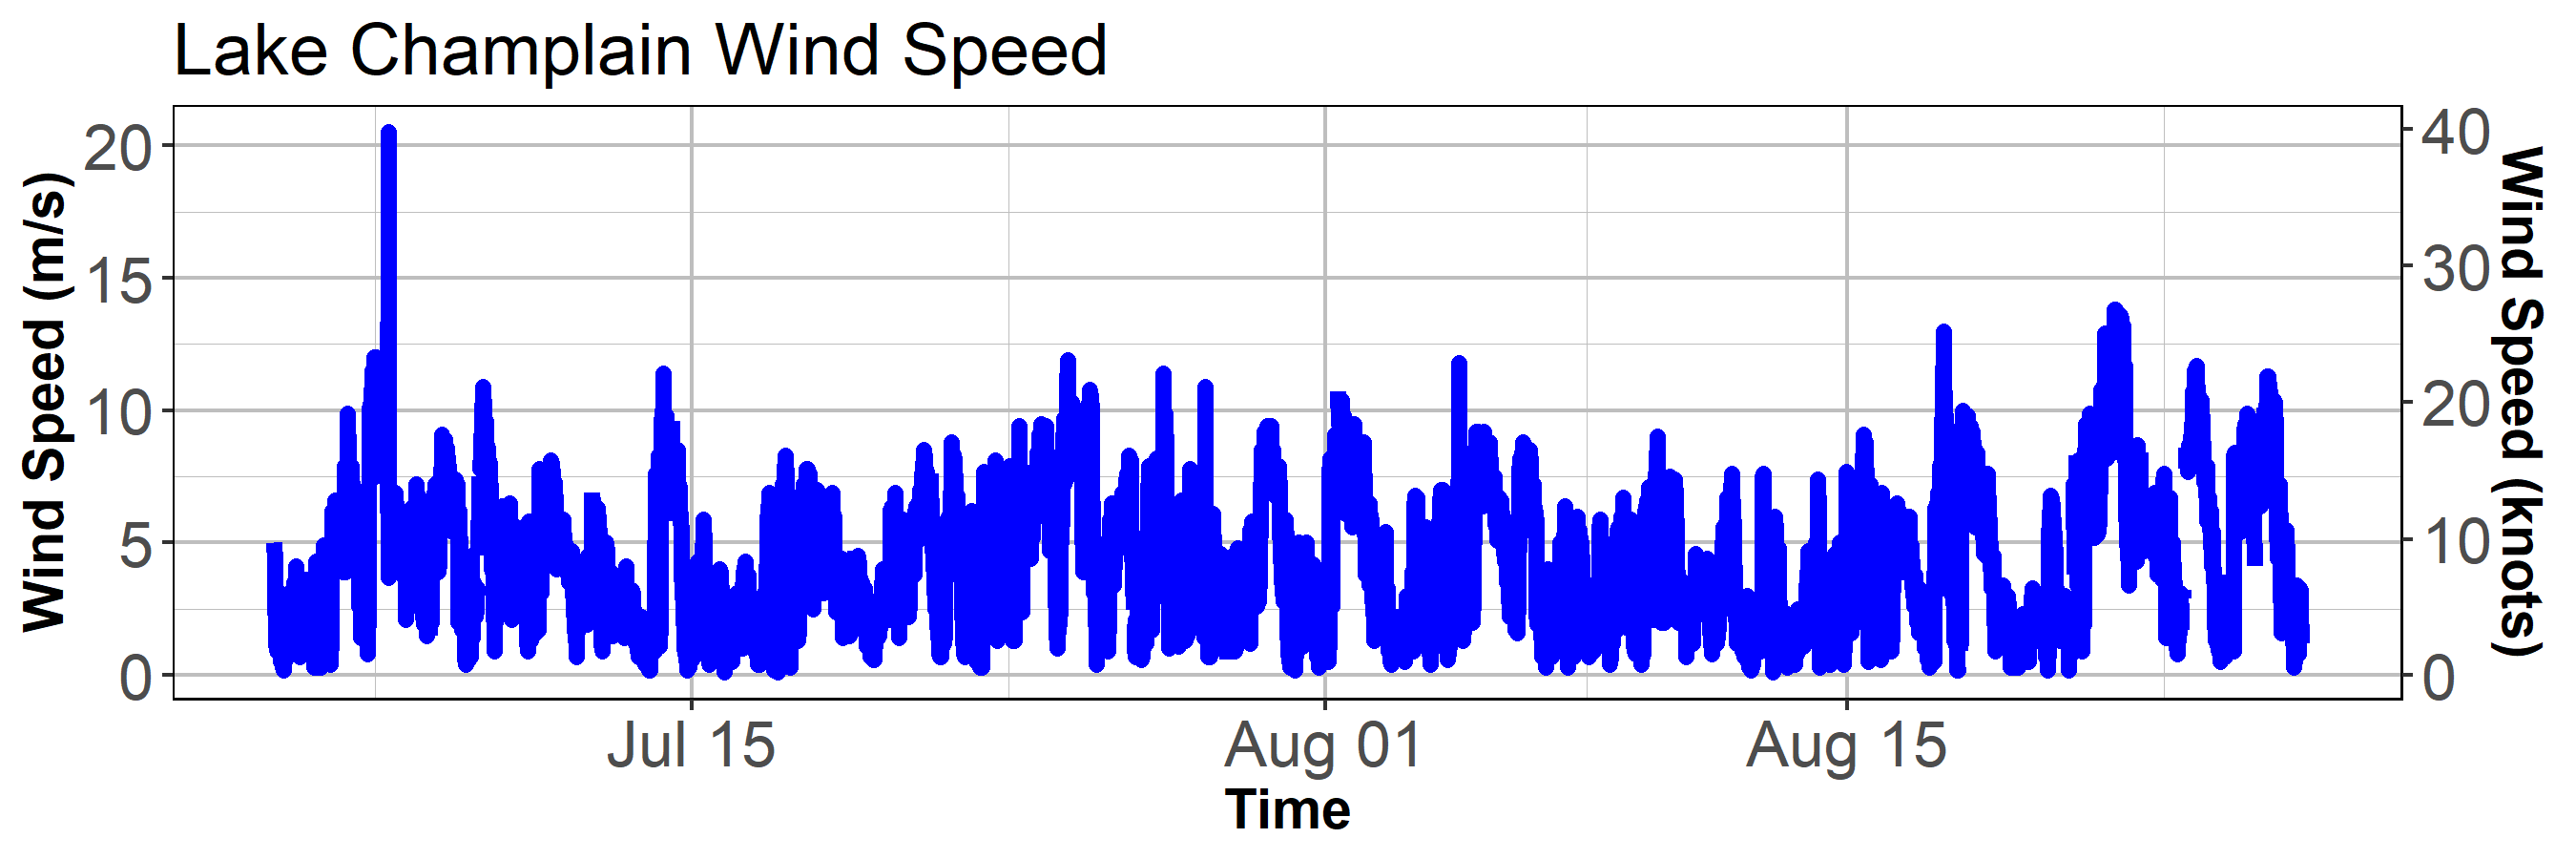 Lake Champlain Wind Speed
Wind Speed (m/s)
20
15
10
5
0
40
30
20
10
0
Wind Speed (knots)
Jul 15
Aug 01
Aug 15
Time